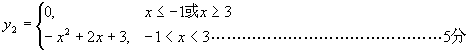 y₂ = { 0, x ≤ −1或x ≥ 3
−x² + 2x + 3, −1 < x < 3⋯⋯⋯⋯⋯⋯⋯⋯⋯⋯⋯⋯⋯⋯5分